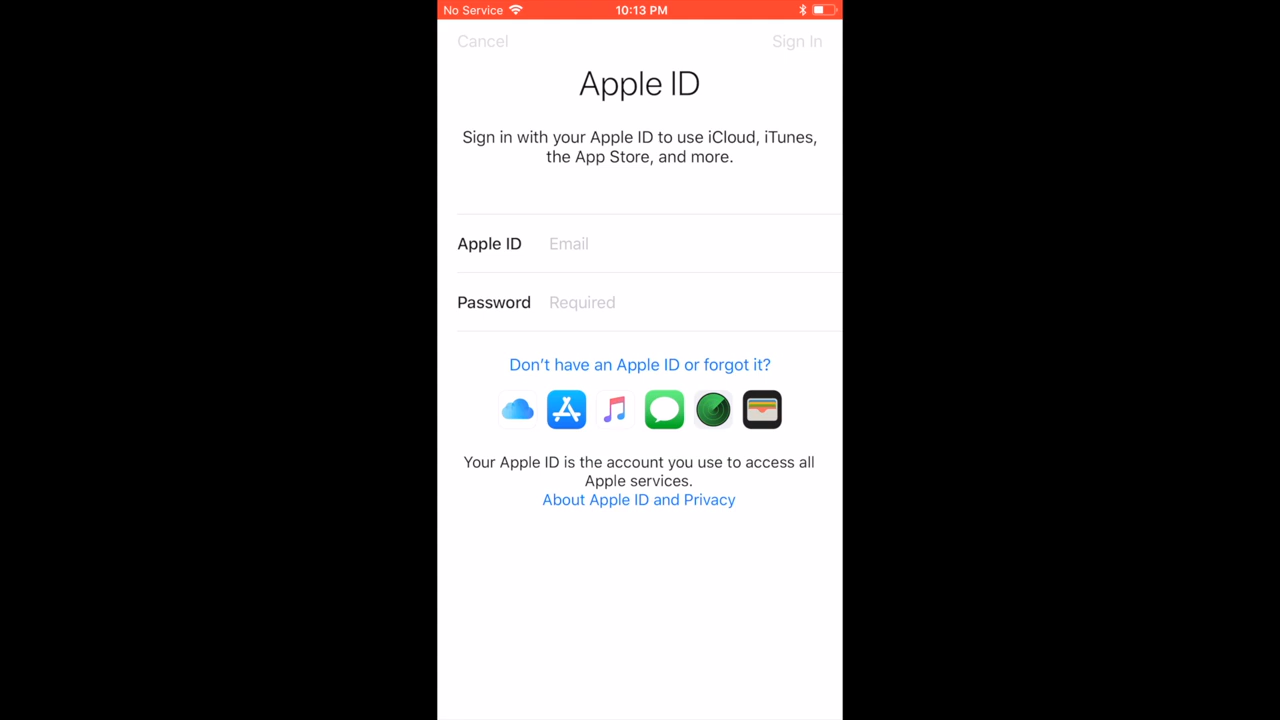 No Service 10:13 PM
Cancel Sign In
Apple ID
Sign in with your Apple ID to use iCloud, iTunes,
the App Store, and more.
Apple ID Email
Password Required
Don’t have an Apple ID or forgot it?
Your Apple ID is the account you use to access all
Apple services.
About Apple ID and Privacy